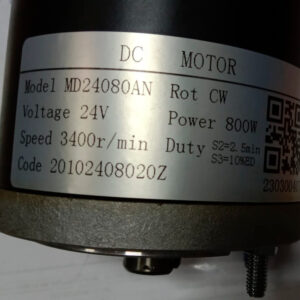 DC MOTOR
Model MD24080AN Rot CW
Voltage 24V Power 800W
Speed 3400r/min Duty S2=2.5min
S3=10%ED
Code 20102408020Z